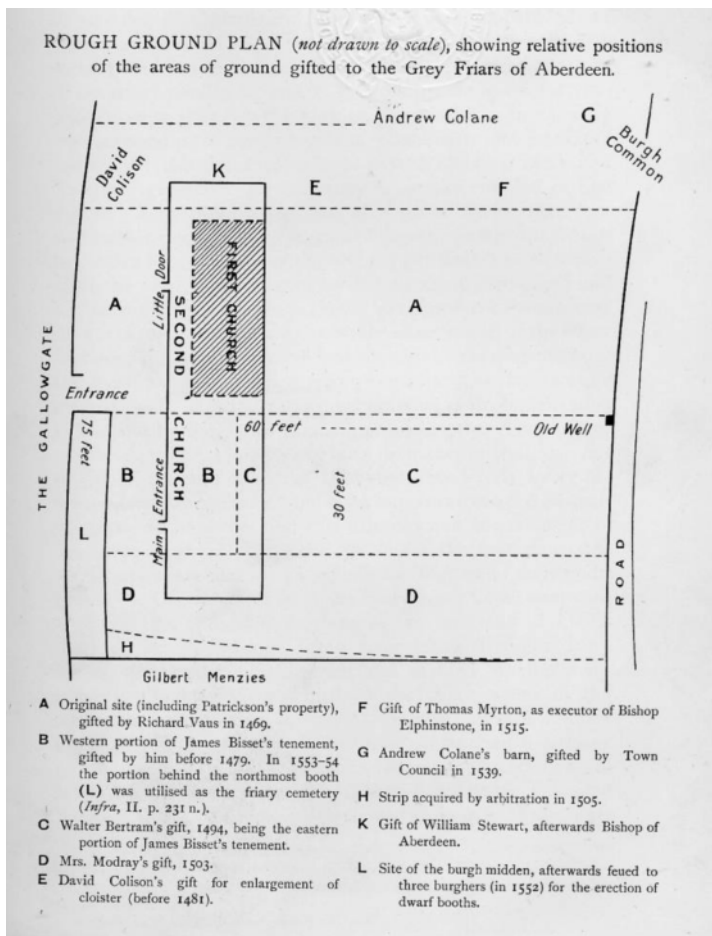 ROUGH GROUND PLAN (not drawn to scale), showing relative positions
of the areas of ground gifted to the Grey Friars of Aberdeen.
Andrew Colane
G
Burgh
Common
David
Colison
K
E
F
Little Door
FIRST CHURCH
SECOND
CHURCH
A
A
THE GALLOWGATE
Entrance
75 feet
60 feet
Old Well
B
Main Entrance
B
C
30 feet
C
L
D
D
ROAD
H
Gilbert Menzies
A Original site (including Patrickson's property),
gifted by Richard Vaus in 1469.
B Western portion of James Bisset's tenement,
gifted by him before 1479. In 1553-54
the portion behind the northmost booth
(L) was utilised as the friary cemetery
(Infra, II. p. 231 n.).
C Walter Bertram's gift, 1494, being the eastern
portion of James Bisset's tenement.
D Mrs. Modray's gift, 1503.
E David Colison's gift for enlargement of
cloister (before 1481).
F Gift of Thomas Myrton, as executor of Bishop
Elphinstone, in 1515.
G Andrew Colane's barn, gifted by Town
Council in 1539.
H Strip acquired by arbitration in 1505.
K Gift of William Stewart, afterwards Bishop of
Aberdeen.
L Site of the burgh midden, afterwards feued to
three burghers (in 1552) for the erection of
dwarf booths.